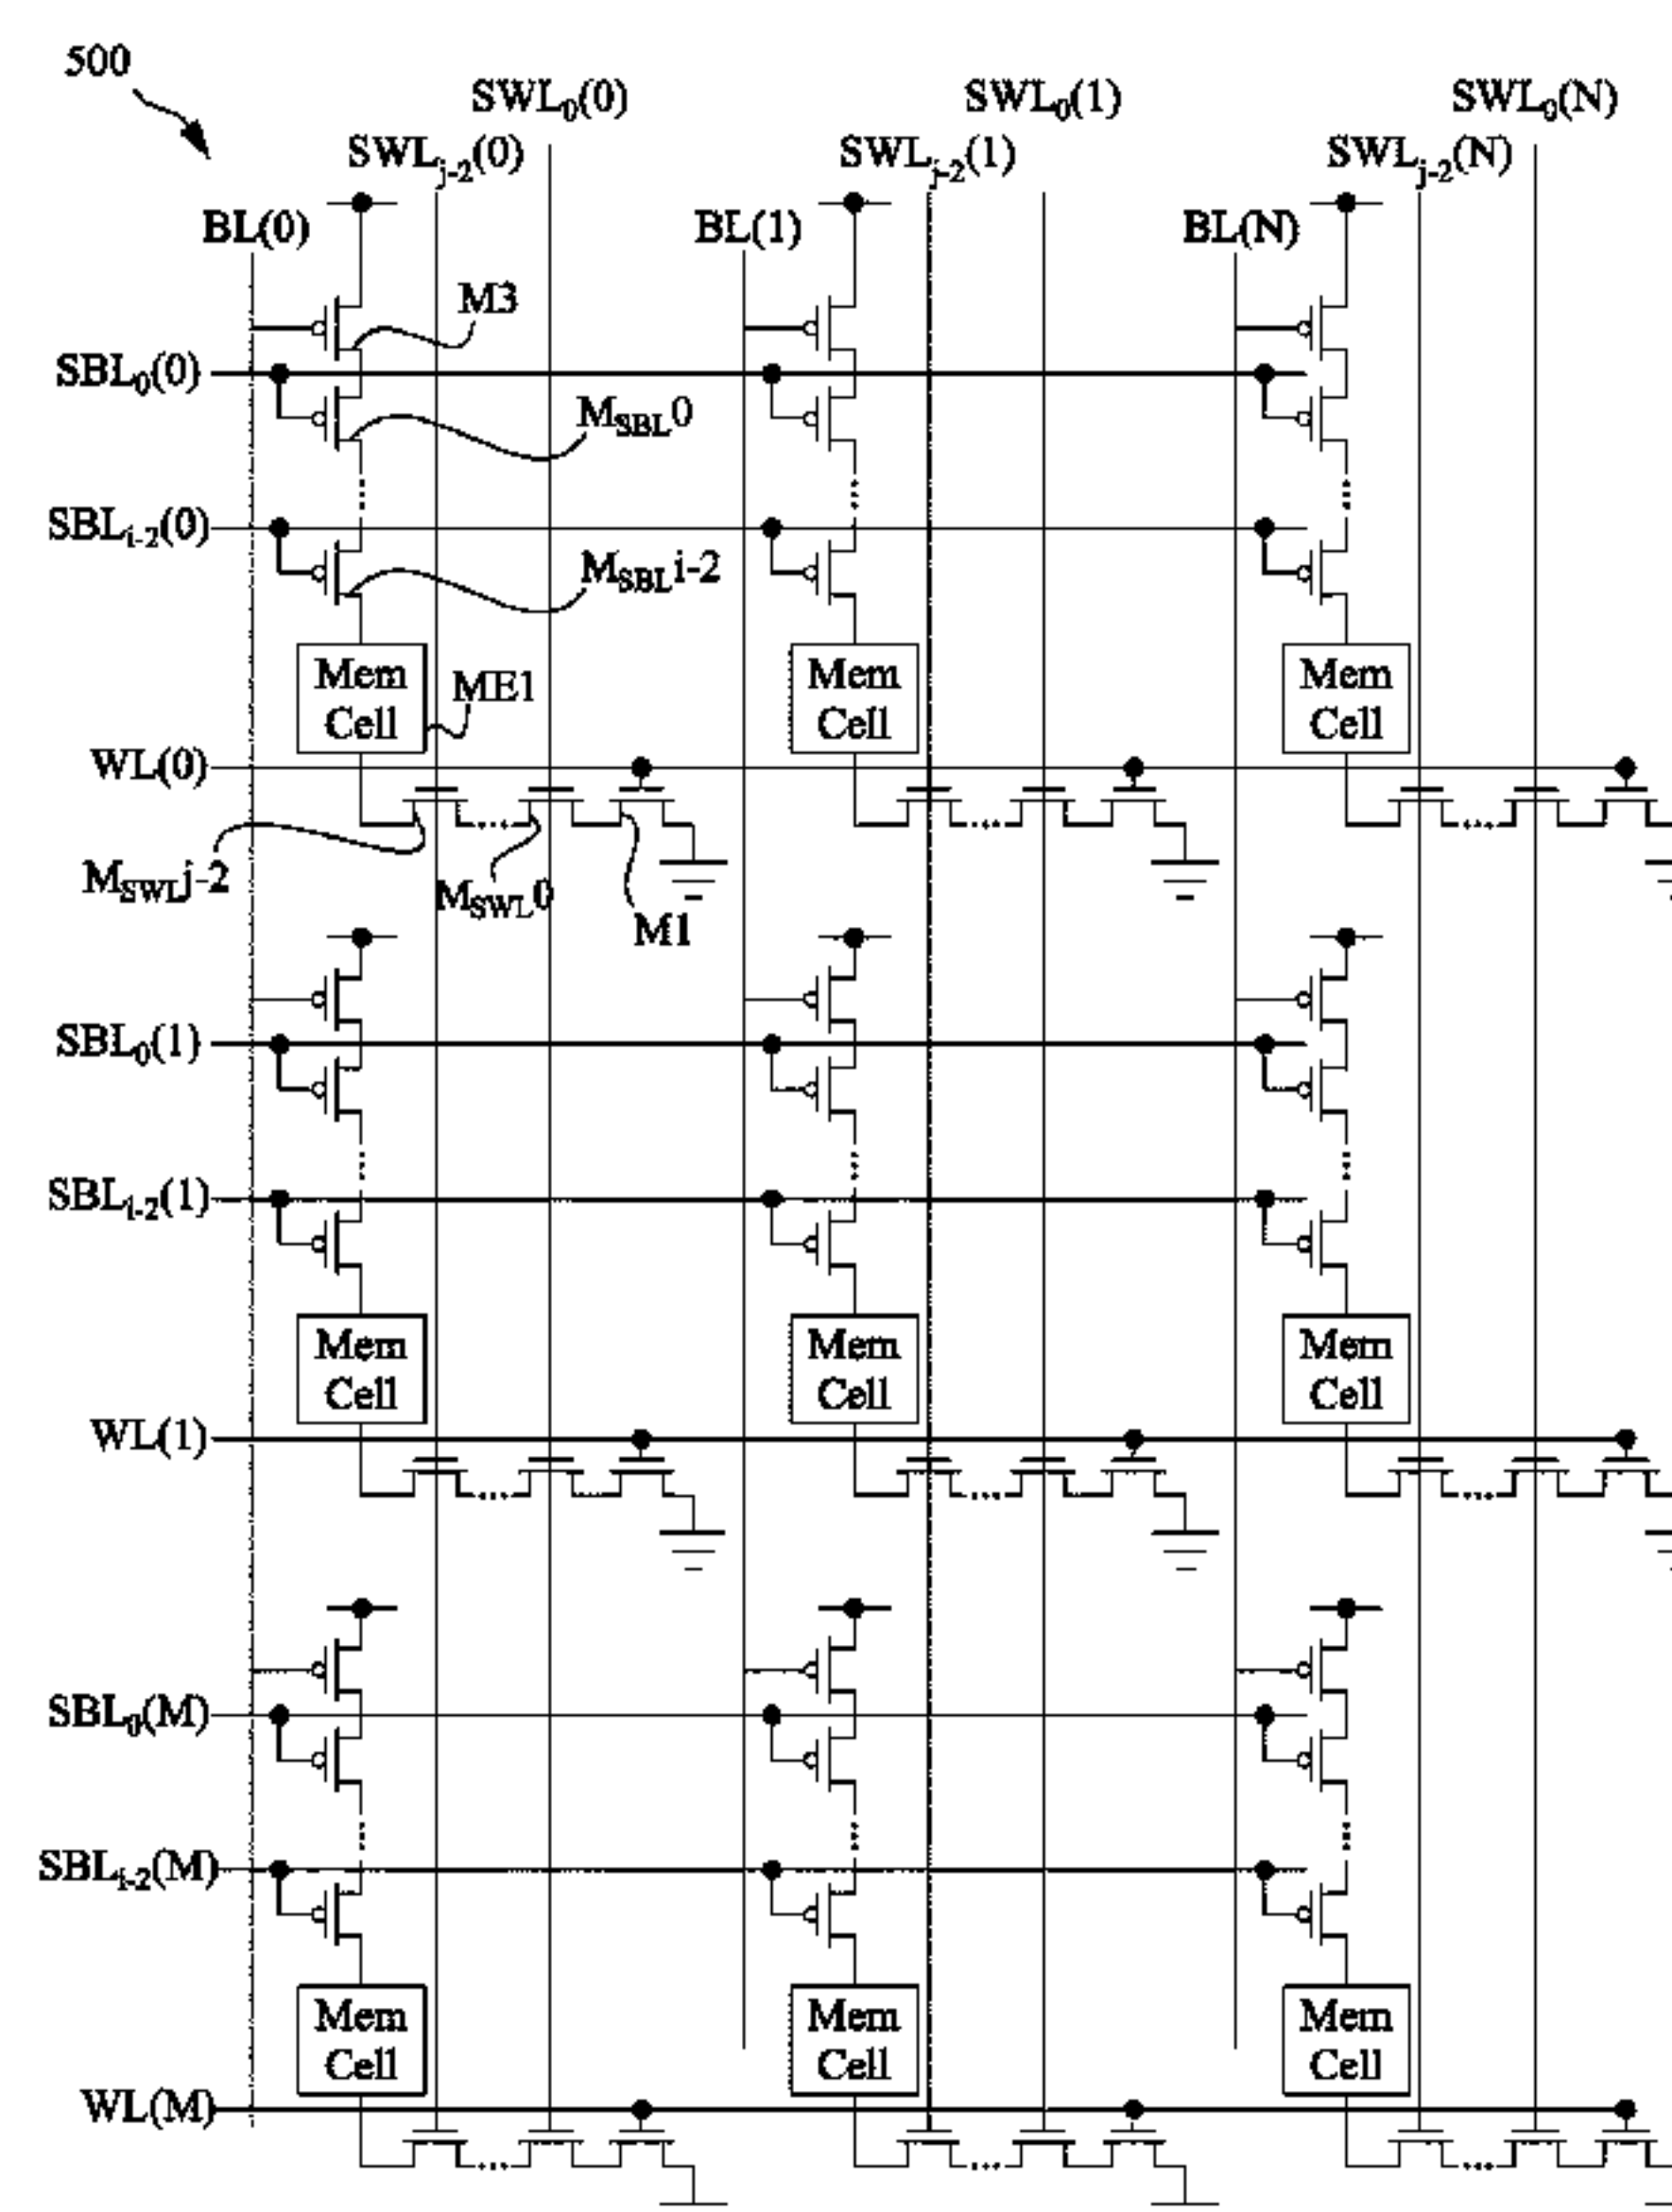 500
SWL0(0) SWL0(1) SWL0(N)
SWLj-2(0) SWLj-2(1) SWLj-2(N)
BL(0) BL(1) BL(N)
M3
SBL0(0)
MSBL0
SBLi-2(0)
MSBLi-2
Mem Mem Mem
Cell Cell Cell
ME1
WL(0)
MSWLj-2
MSWL0
M1
SBL0(1)
SBLi-2(1)
Mem Mem Mem
Cell Cell Cell
WL(1)
SBL0(M)
SBLi-2(M)
Mem Mem Mem
Cell Cell Cell
WL(M)